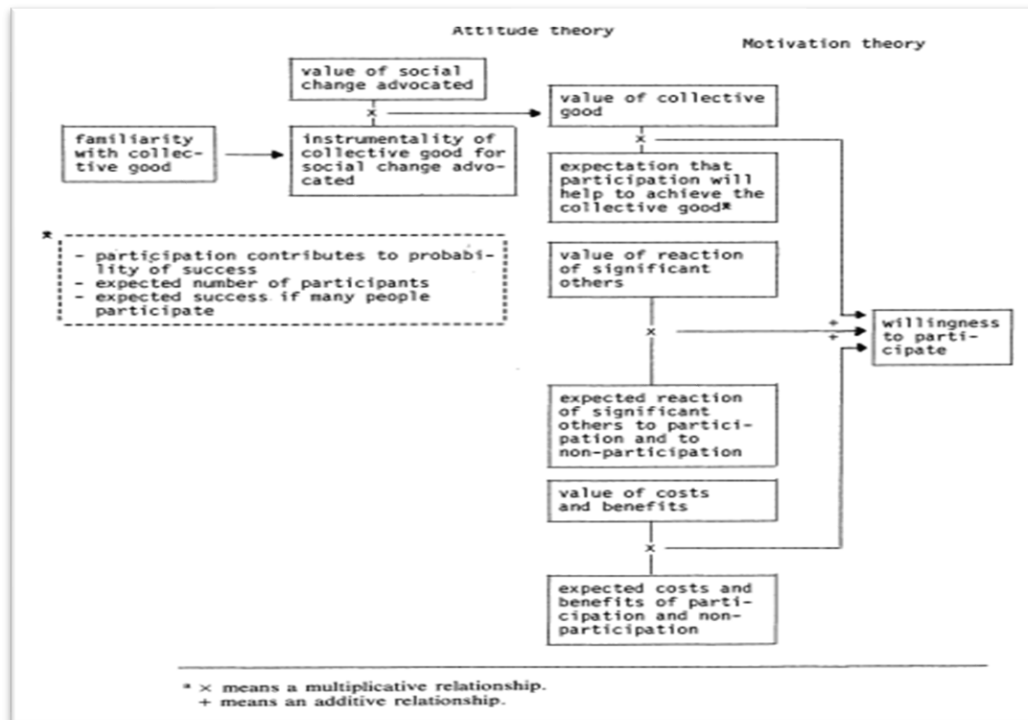 Attitude theory
Motivation theory
value of social
change advocated
x
value of collective
good
familiarity
with collec-
tive good
instrumentality of
collective good for
social change advo-
cated
x
expectation that
participation will
help to achieve the
collective good*
*
- participation contributes to probabi-
lity of success
- expected number of participants
- expected success if many people
participate
value of reaction
of significant
others
x
+
+
willingness
to parti-
cipate
expected reaction
of significant
others to partici-
pation and to
non-participation
value of costs
and benefits
x
expected costs and
benefits of parti-
cipation and non-
participation
* × means a multiplicative relationship.
+ means an additive relationship.